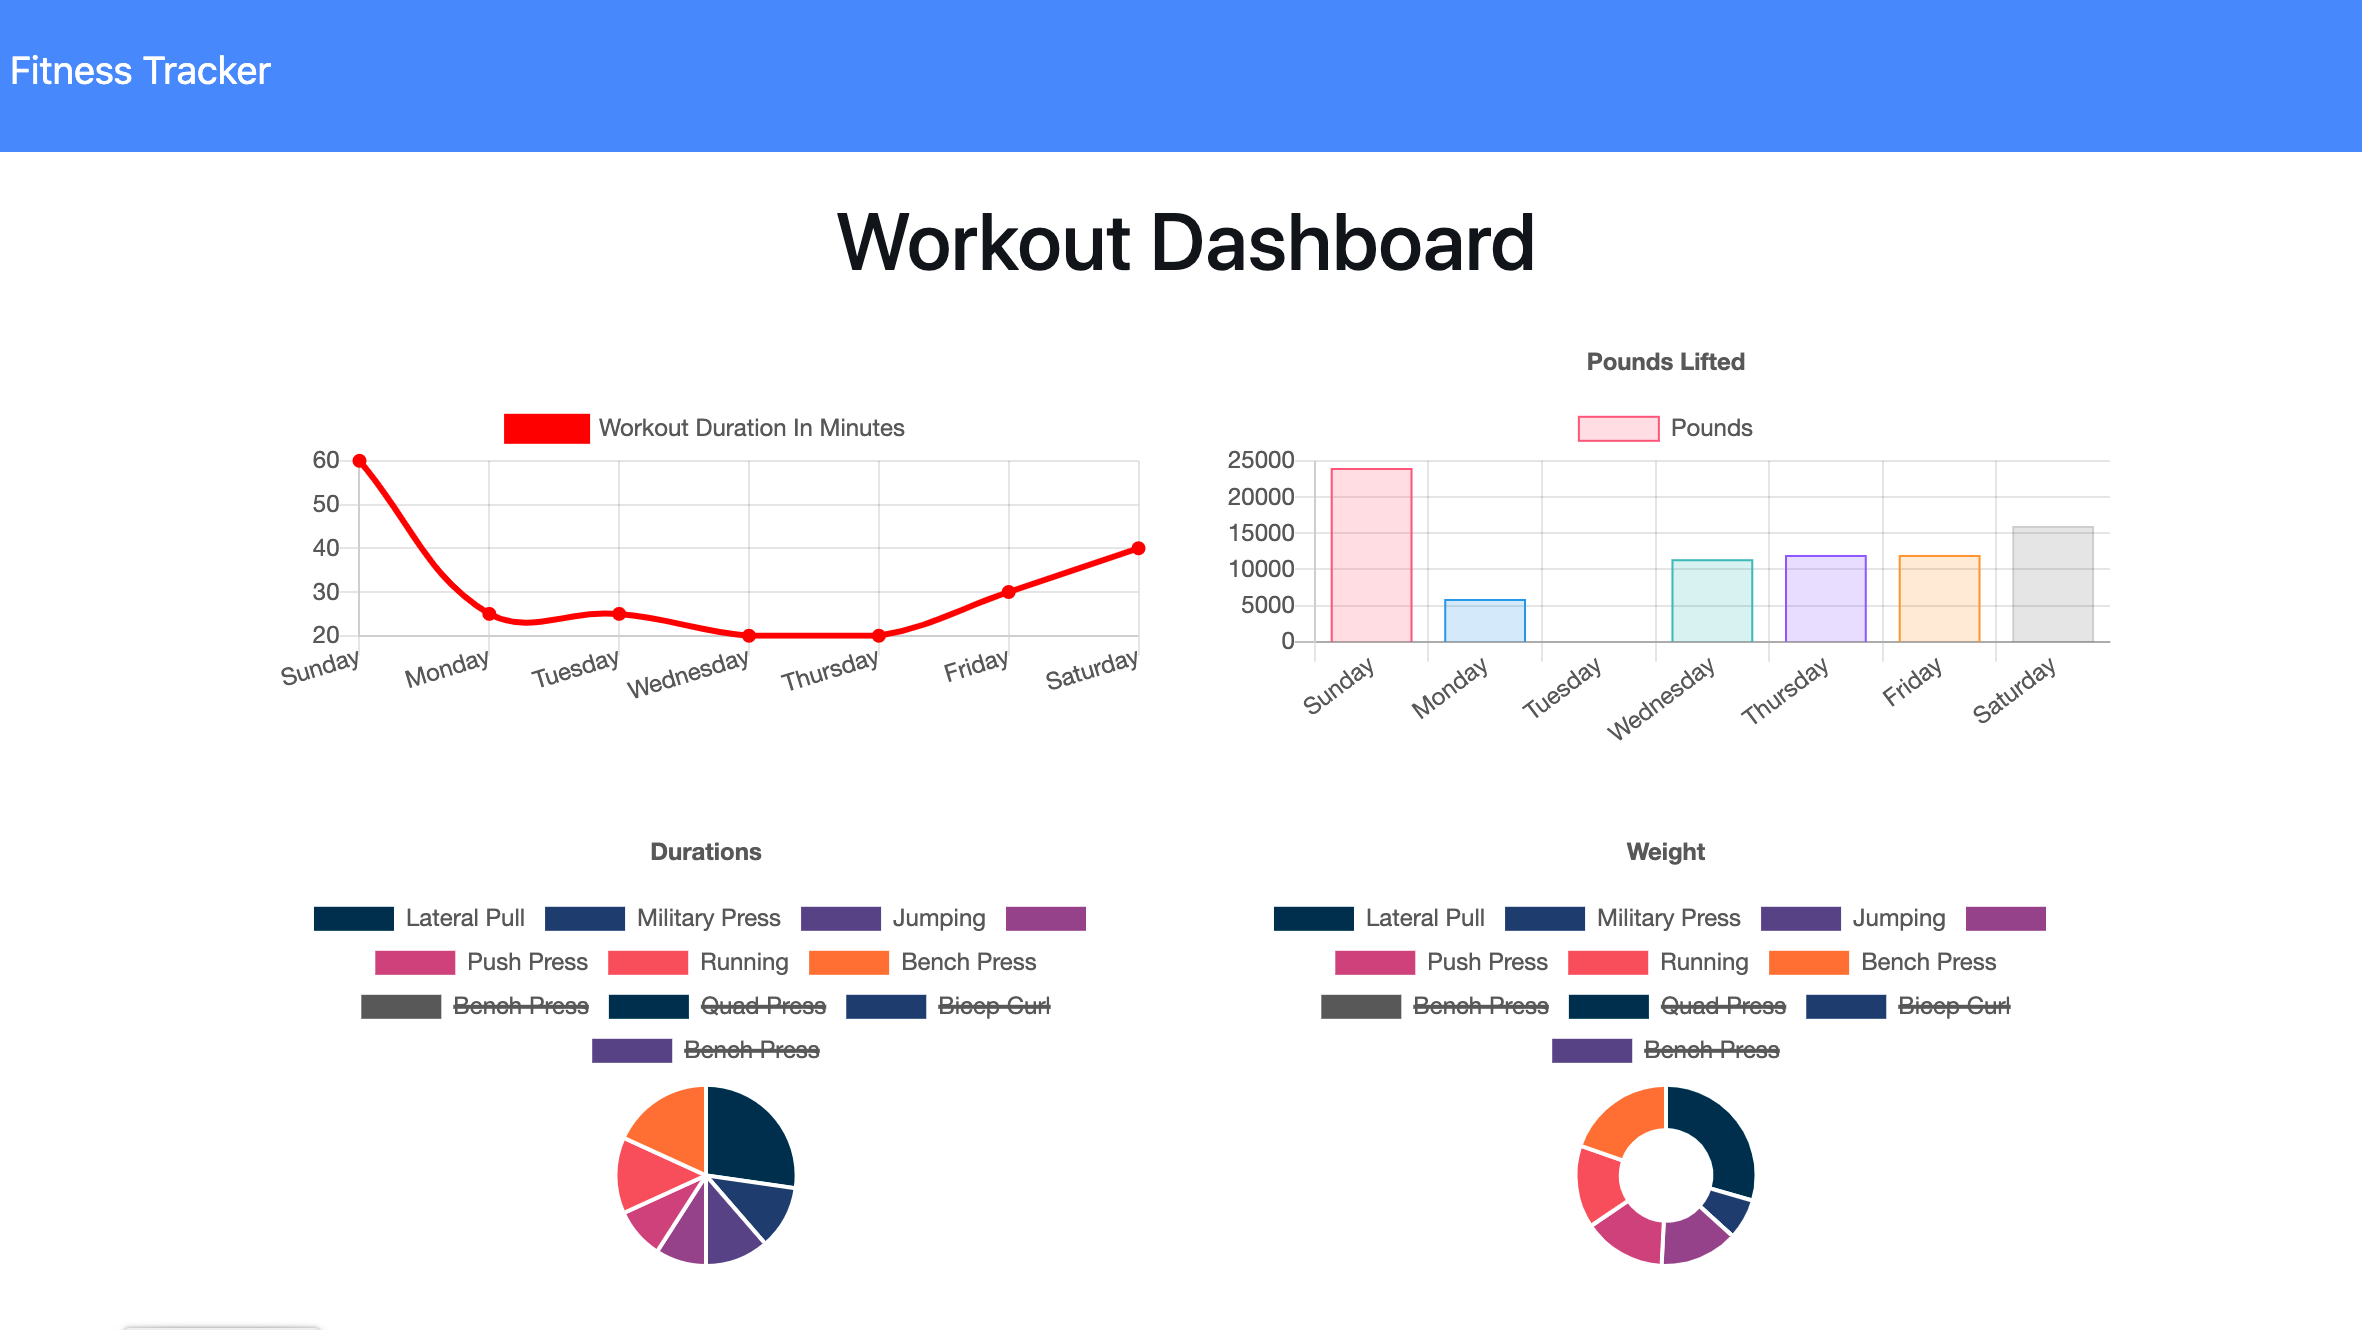 Fitness Tracker
Workout Dashboard
Workout Duration In Minutes
60
50
40
30
20
Sunday Monday Tuesday Wednesday Thursday Friday Saturday
Pounds Lifted
Pounds
25000
20000
15000
10000
5000
0
Sunday Monday Tuesday Wednesday Thursday Friday Saturday
Durations
Lateral Pull Military Press Jumping
Push Press Running Bench Press
Bench Press Quad Press Bicep Curl
Bench Press
Weight
Lateral Pull Military Press Jumping
Push Press Running Bench Press
Bench Press Quad Press Bicep Curl
Bench Press